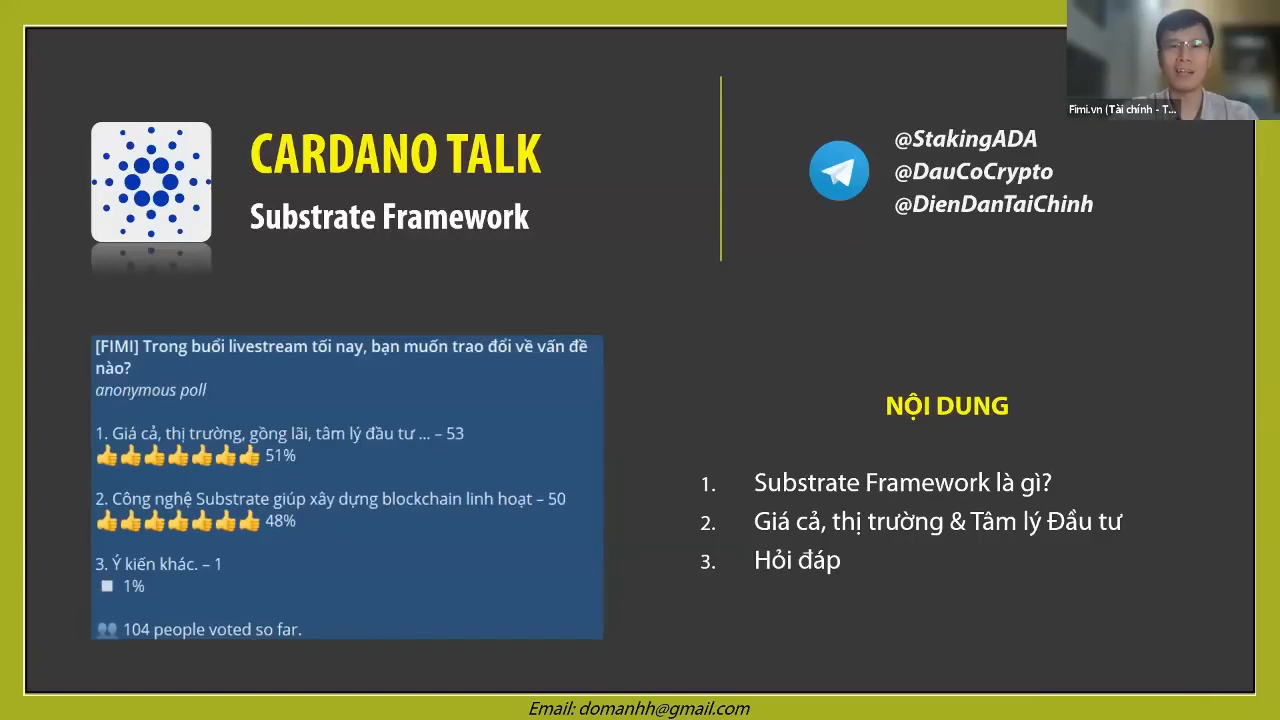 CARDANO TALK
Substrate Framework
@StakingADA
@DauCoCrypto
@DienDanTaiChinh
Fimi.vn (Tài chính - T...
[FIMI] Trong buổi livestream tối nay, bạn muốn trao đổi về vấn đề
nào?
anonymous poll
1. Giá cả, thị trường, gồng lãi, tâm lý đầu tư ... – 53
👍👍👍👍👍👍👍 51%
2. Công nghệ Substrate giúp xây dựng blockchain linh hoạt – 50
👍👍👍👍👍👍👍 48%
3. Ý kiến khác. – 1
▫️ 1%
👥 104 people voted so far.
NỘI DUNG
1. Substrate Framework là gì?
2. Giá cả, thị trường & Tâm lý Đầu tư
3. Hỏi đáp
Email: domanhh@gmail.com